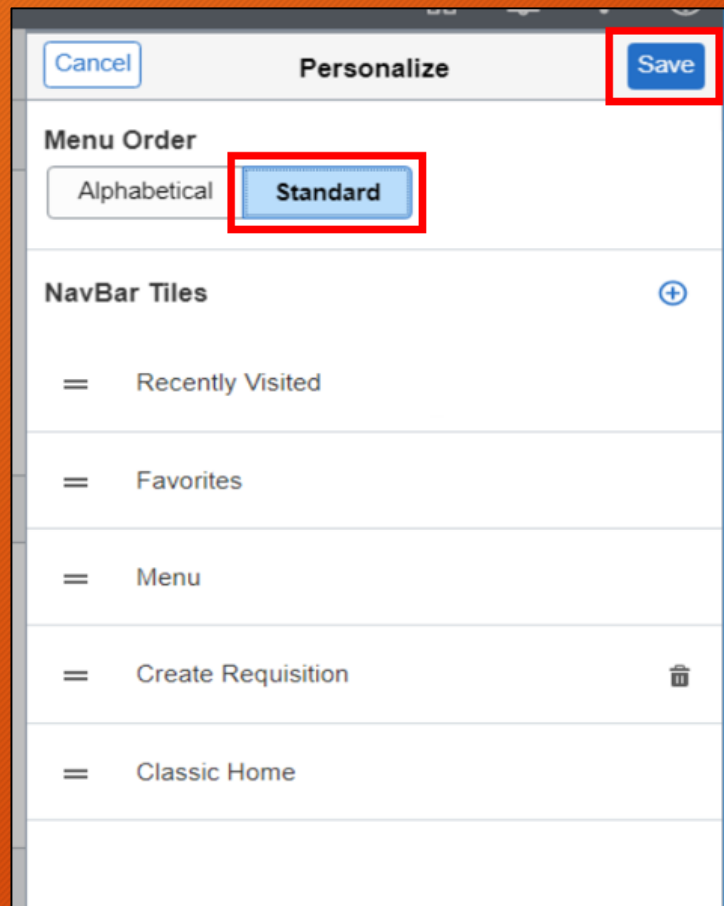 Cancel Personalize Save
Menu Order
Alphabetical Standard
NavBar Tiles
Recently Visited
Favorites
Menu
Create Requisition
Classic Home